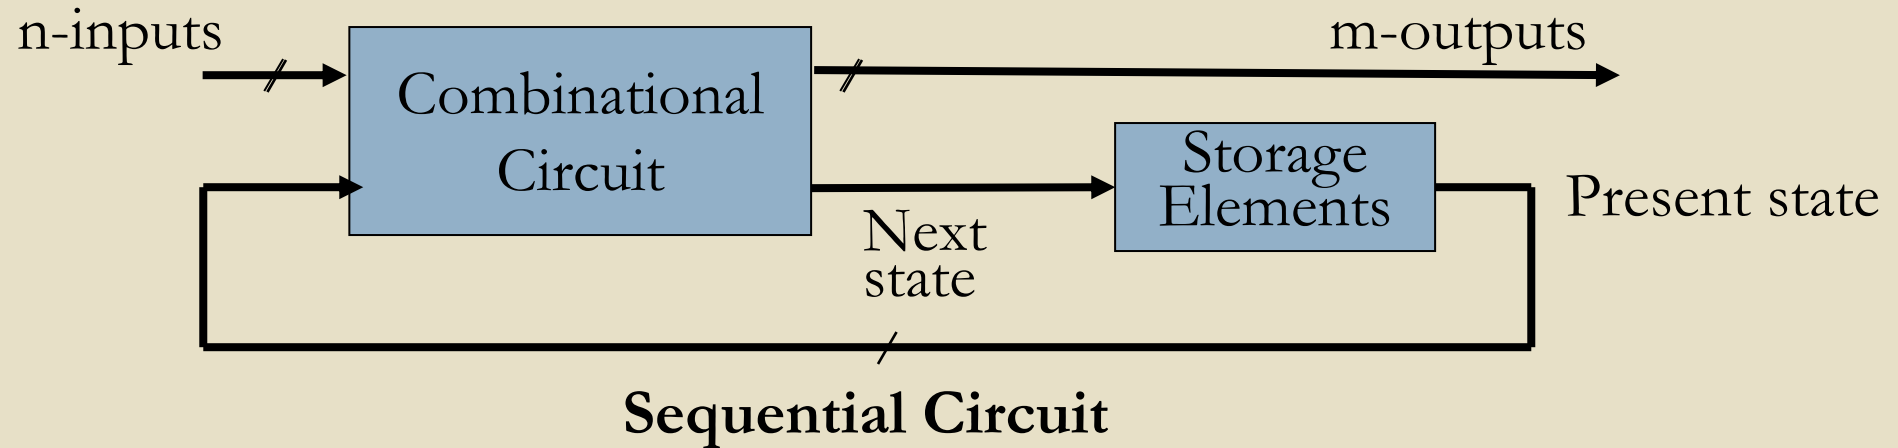 n-inputs
m-outputs
Combinational
Circuit
Storage
Elements
Present state
Next
state
Sequential Circuit